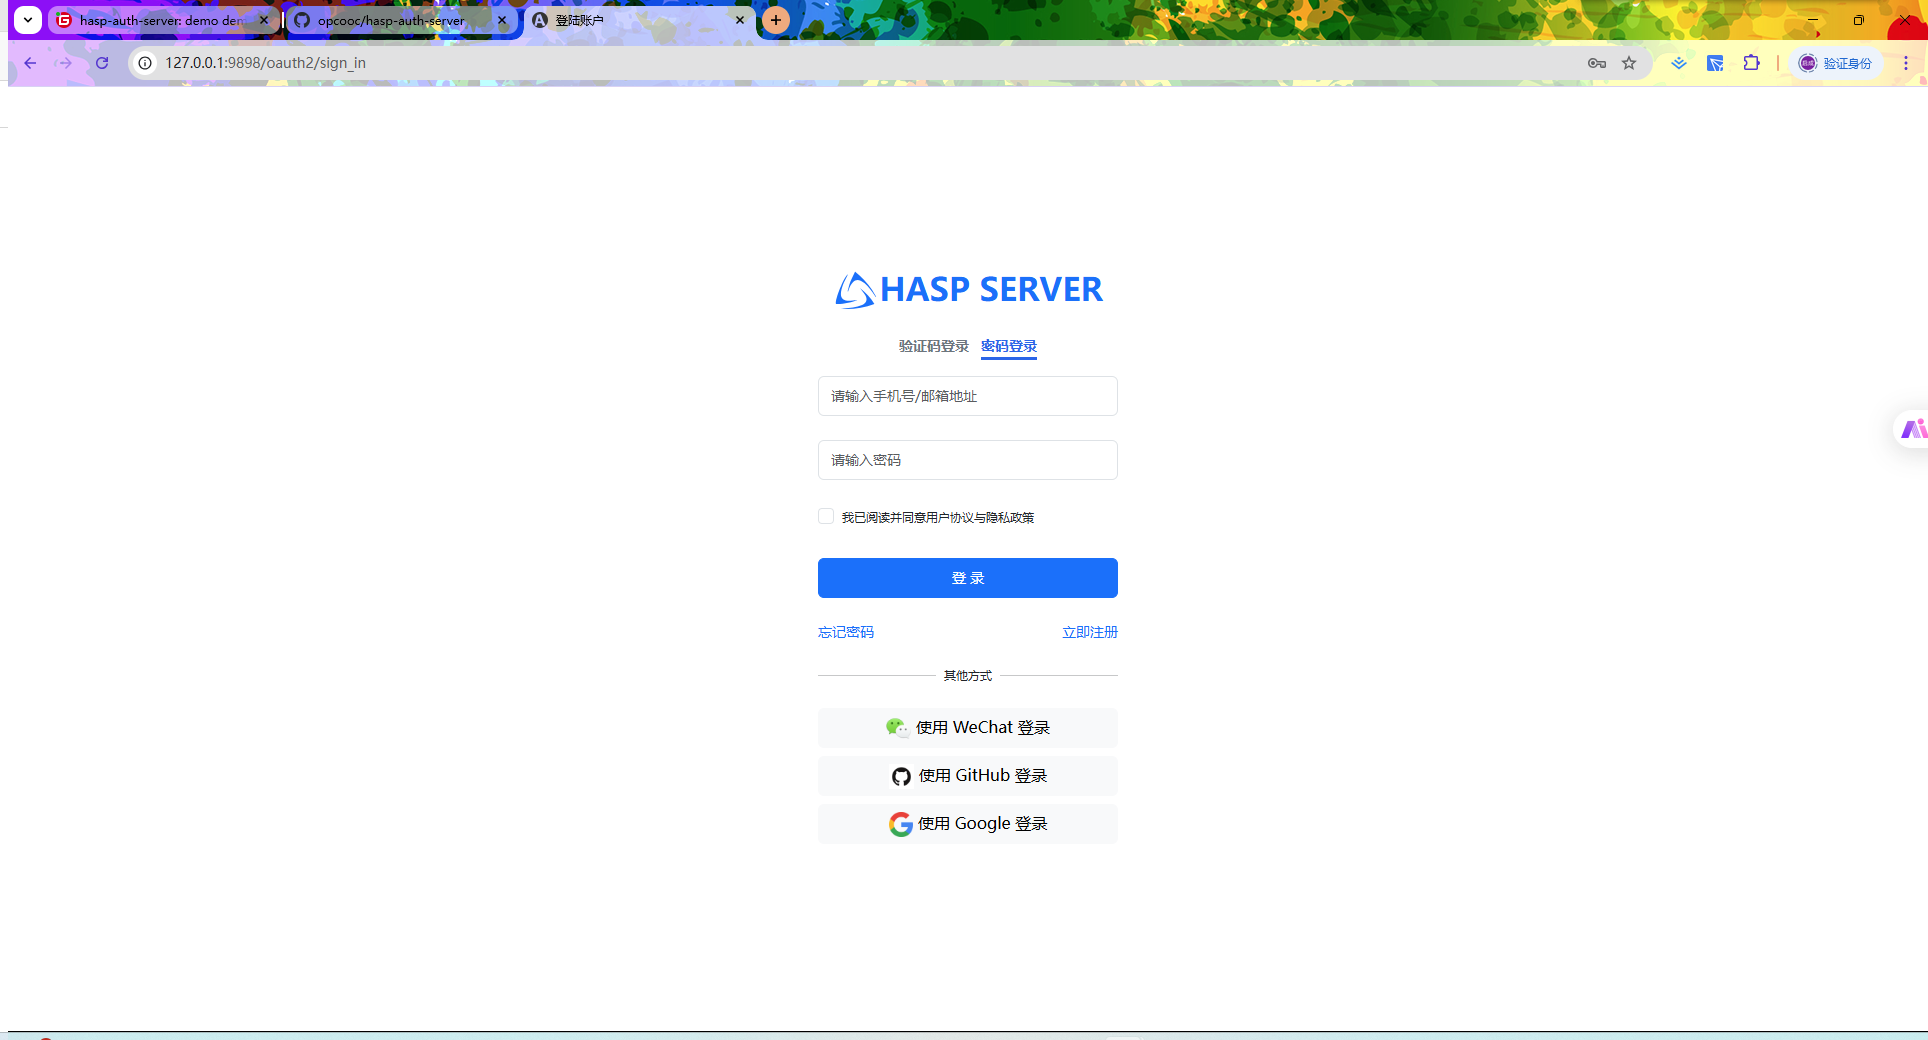 hasp-auth-server: demo dem
opcooc/hasp-auth-server
登陆账户
127.0.0.1:9898/oauth2/sign_in
验证身份
HASP SERVER
验证码登录 密码登录
请输入手机号/邮箱地址
请输入密码
我已阅读并同意用户协议与隐私政策
登 录
忘记密码 立即注册
其他方式
使用 WeChat 登录
使用 GitHub 登录
使用 Google 登录